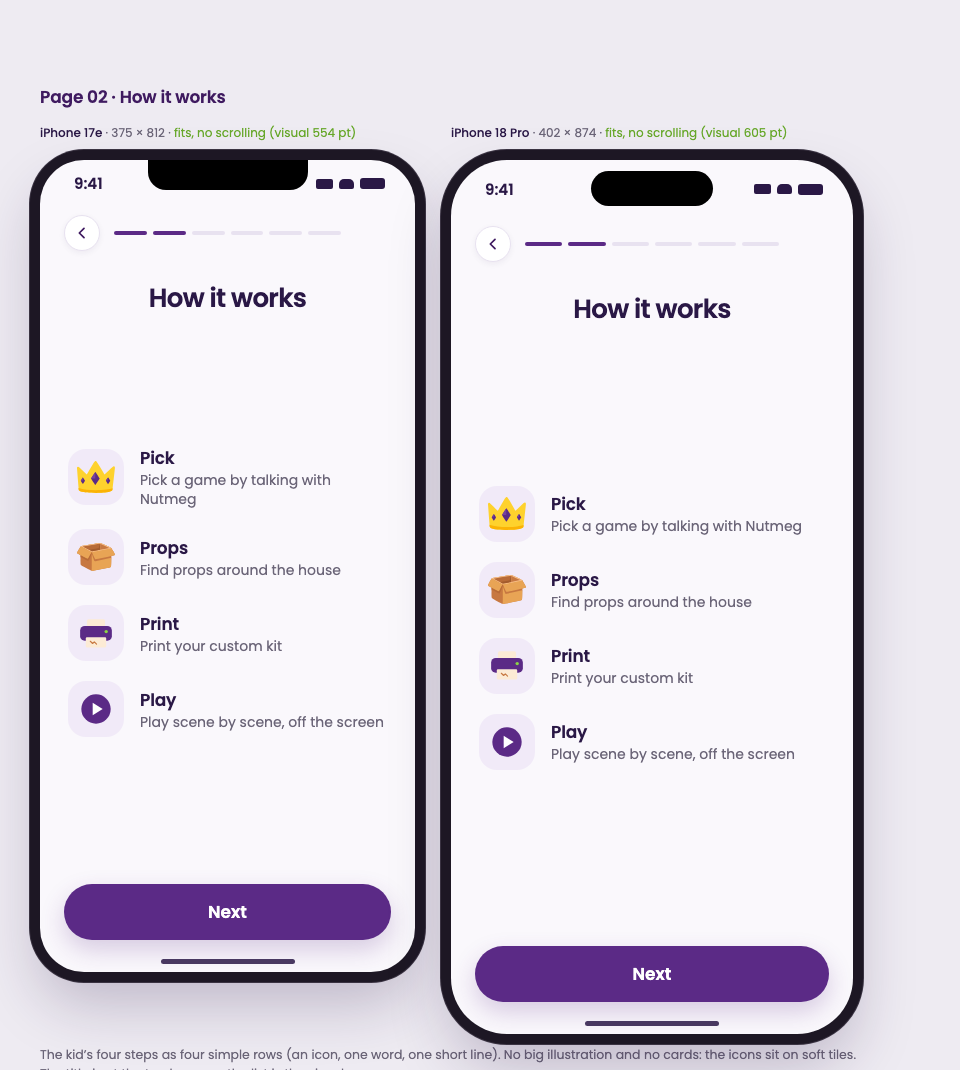 Page 02 · How it works
iPhone 17e · 375 × 812 · fits, no scrolling (visual 554 pt)
9:41
How it works
Pick
Pick a game by talking with
Nutmeg
Props
Find props around the house
Print
Print your custom kit
Play
Play scene by scene, off the screen
Next
iPhone 18 Pro · 402 × 874 · fits, no scrolling (visual 605 pt)
9:41
How it works
Pick
Pick a game by talking with Nutmeg
Props
Find props around the house
Print
Print your custom kit
Play
Play scene by scene, off the screen
Next
The kid’s four steps as four simple rows (an icon, one word, one short line). No big illustration and no cards: the icons sit on soft tiles.